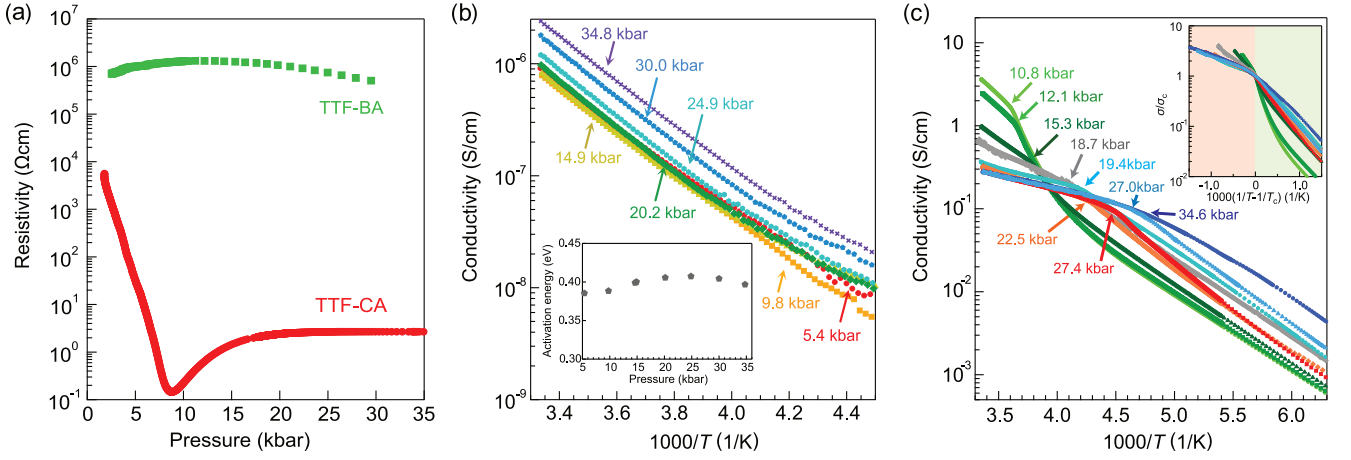 (a)
10^7
10^6
10^5
10^4
10^3
10^2
10^1
10^0
10^-1
Resistivity (Ωcm)
TTF-BA
TTF-CA
0
5
10
15
20
25
30
35
Pressure (kbar)
(b)
10^-6
10^-7
10^-8
10^-9
Conductivity (S/cm)
34.8 kbar
30.0 kbar
24.9 kbar
14.9 kbar
20.2 kbar
9.8 kbar
5.4 kbar
0.45
0.40
0.35
0.30
Activation energy (eV)
5 10 15 20 25 30 35
Pressure (kbar)
3.4 3.6 3.8 4.0 4.2 4.4
1000/T (1/K)
(c)
10
1
10^-1
10^-2
10^-3
Conductivity (S/cm)
10.8 kbar
12.1 kbar
15.3 kbar
18.7 kbar
19.4kbar
27.0kbar
34.6 kbar
22.5 kbar
27.4 kbar
10
1
10^-1
10^-2
σ/σc
-1.0 0.0 1.0
1000(1/T-1/Tc) (1/K)
3.5 4.0 4.5 5.0 5.5 6.0
1000/T (1/K)